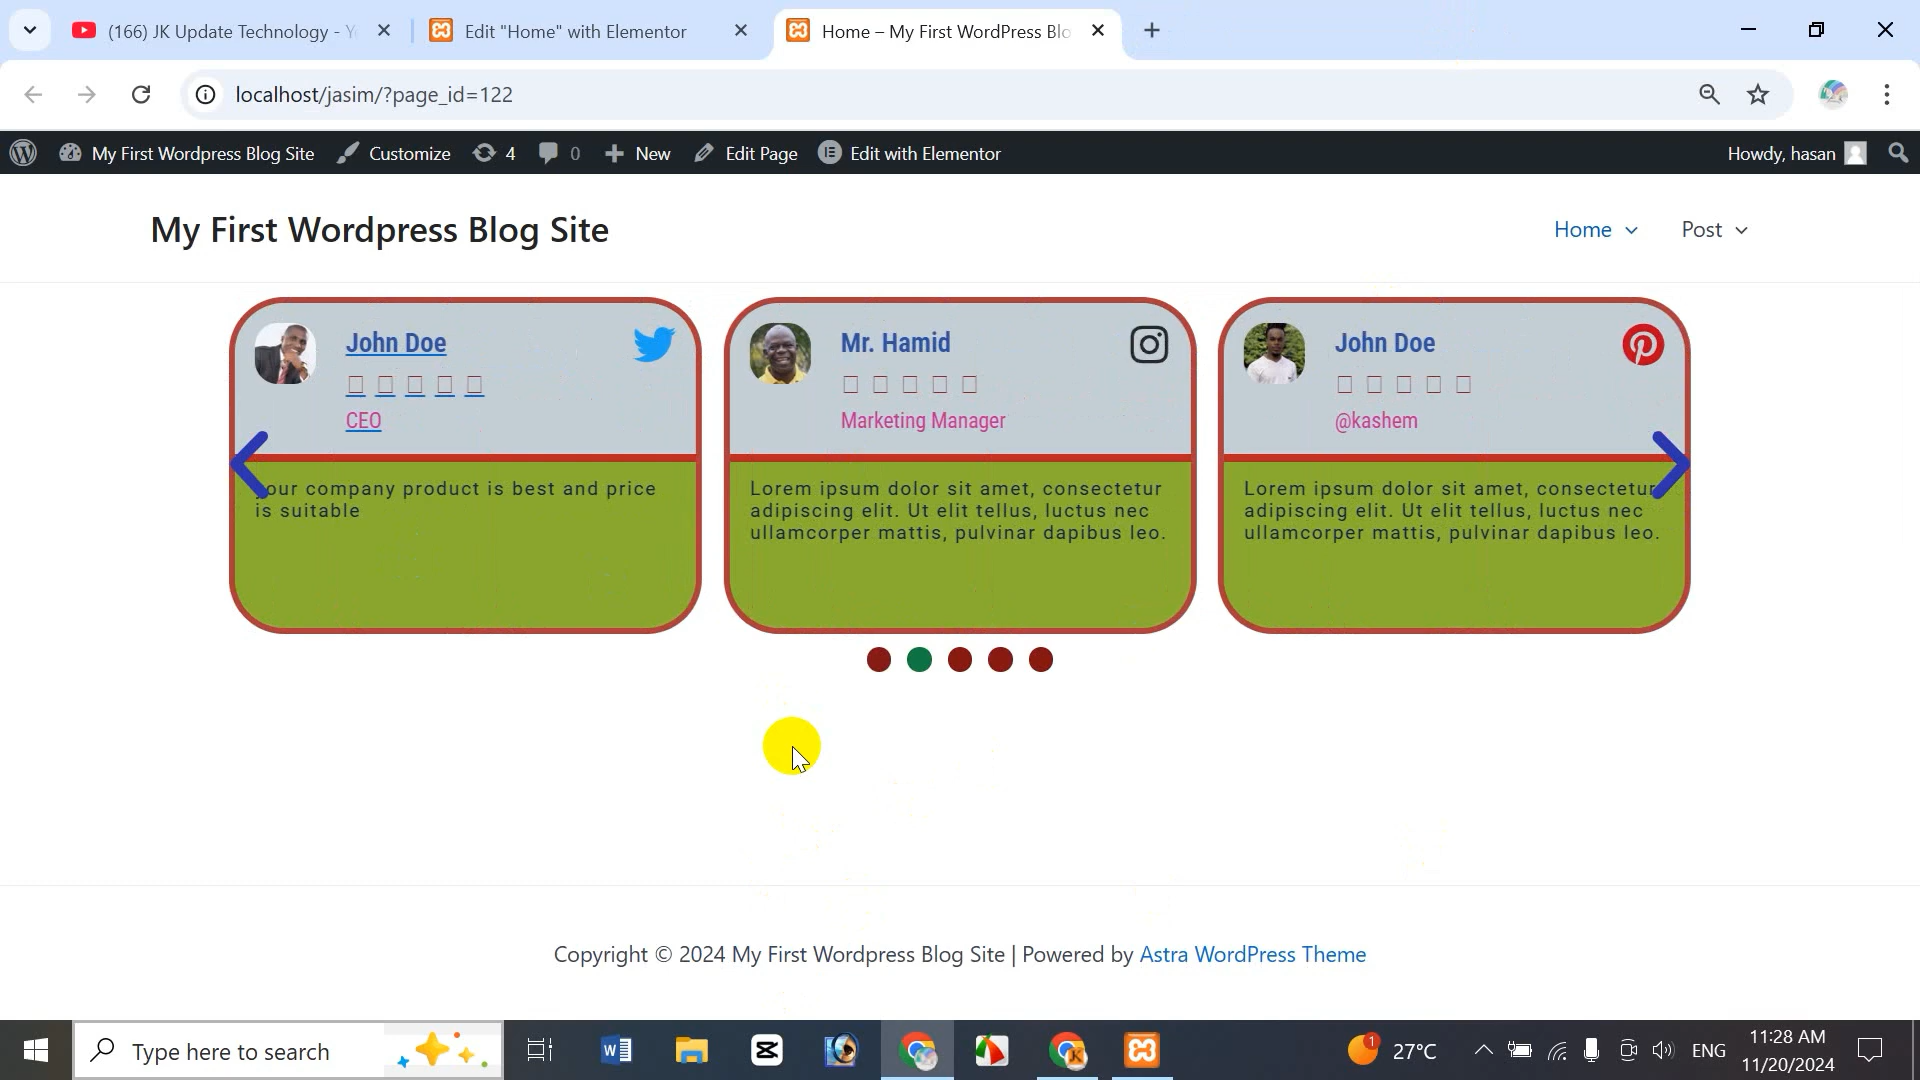 (166) JK Update Technology - Y
Edit "Home" with Elementor
Home – My First WordPress Blo
localhost/jasim/?page_id=122
My First Wordpress Blog Site
Customize
4
0
New
Edit Page
Edit with Elementor
Howdy, hasan
My First Wordpress Blog Site
Home
Post
John Doe
CEO
your company product is best and price
is suitable
Mr. Hamid
Marketing Manager
Lorem ipsum dolor sit amet, consectetur
adipiscing elit. Ut elit tellus, luctus nec
ullamcorper mattis, pulvinar dapibus leo.
John Doe
@kashem
Lorem ipsum dolor sit amet, consectetur
adipiscing elit. Ut elit tellus, luctus nec
ullamcorper mattis, pulvinar dapibus leo.
Copyright © 2024 My First Wordpress Blog Site | Powered by Astra WordPress Theme
Type here to search
1
27°C
ENG
11:28 AM
11/20/2024